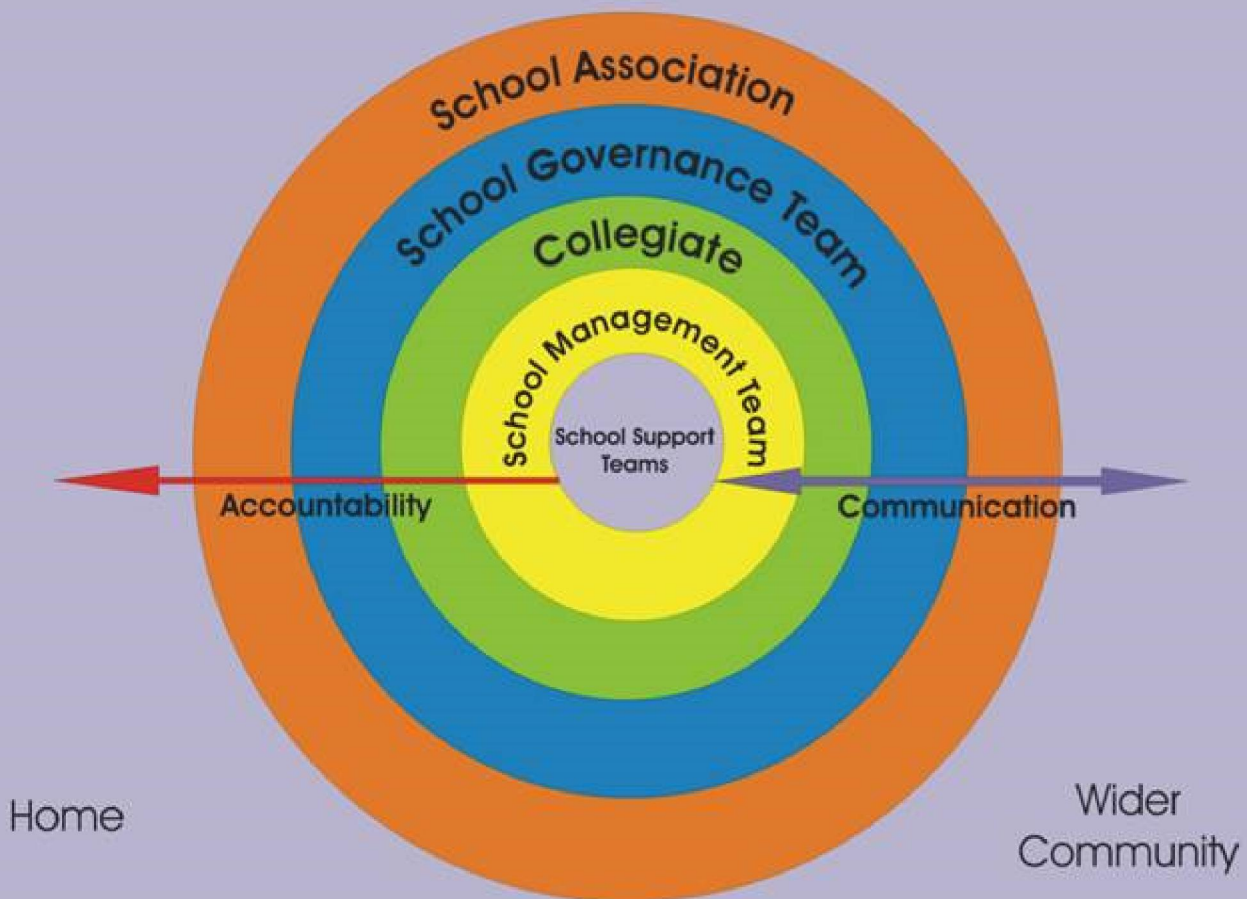 School Association
School Governance Team
Collegiate
School Management Team
School Support
Teams
Accountability
Communication
Home
Wider
Community